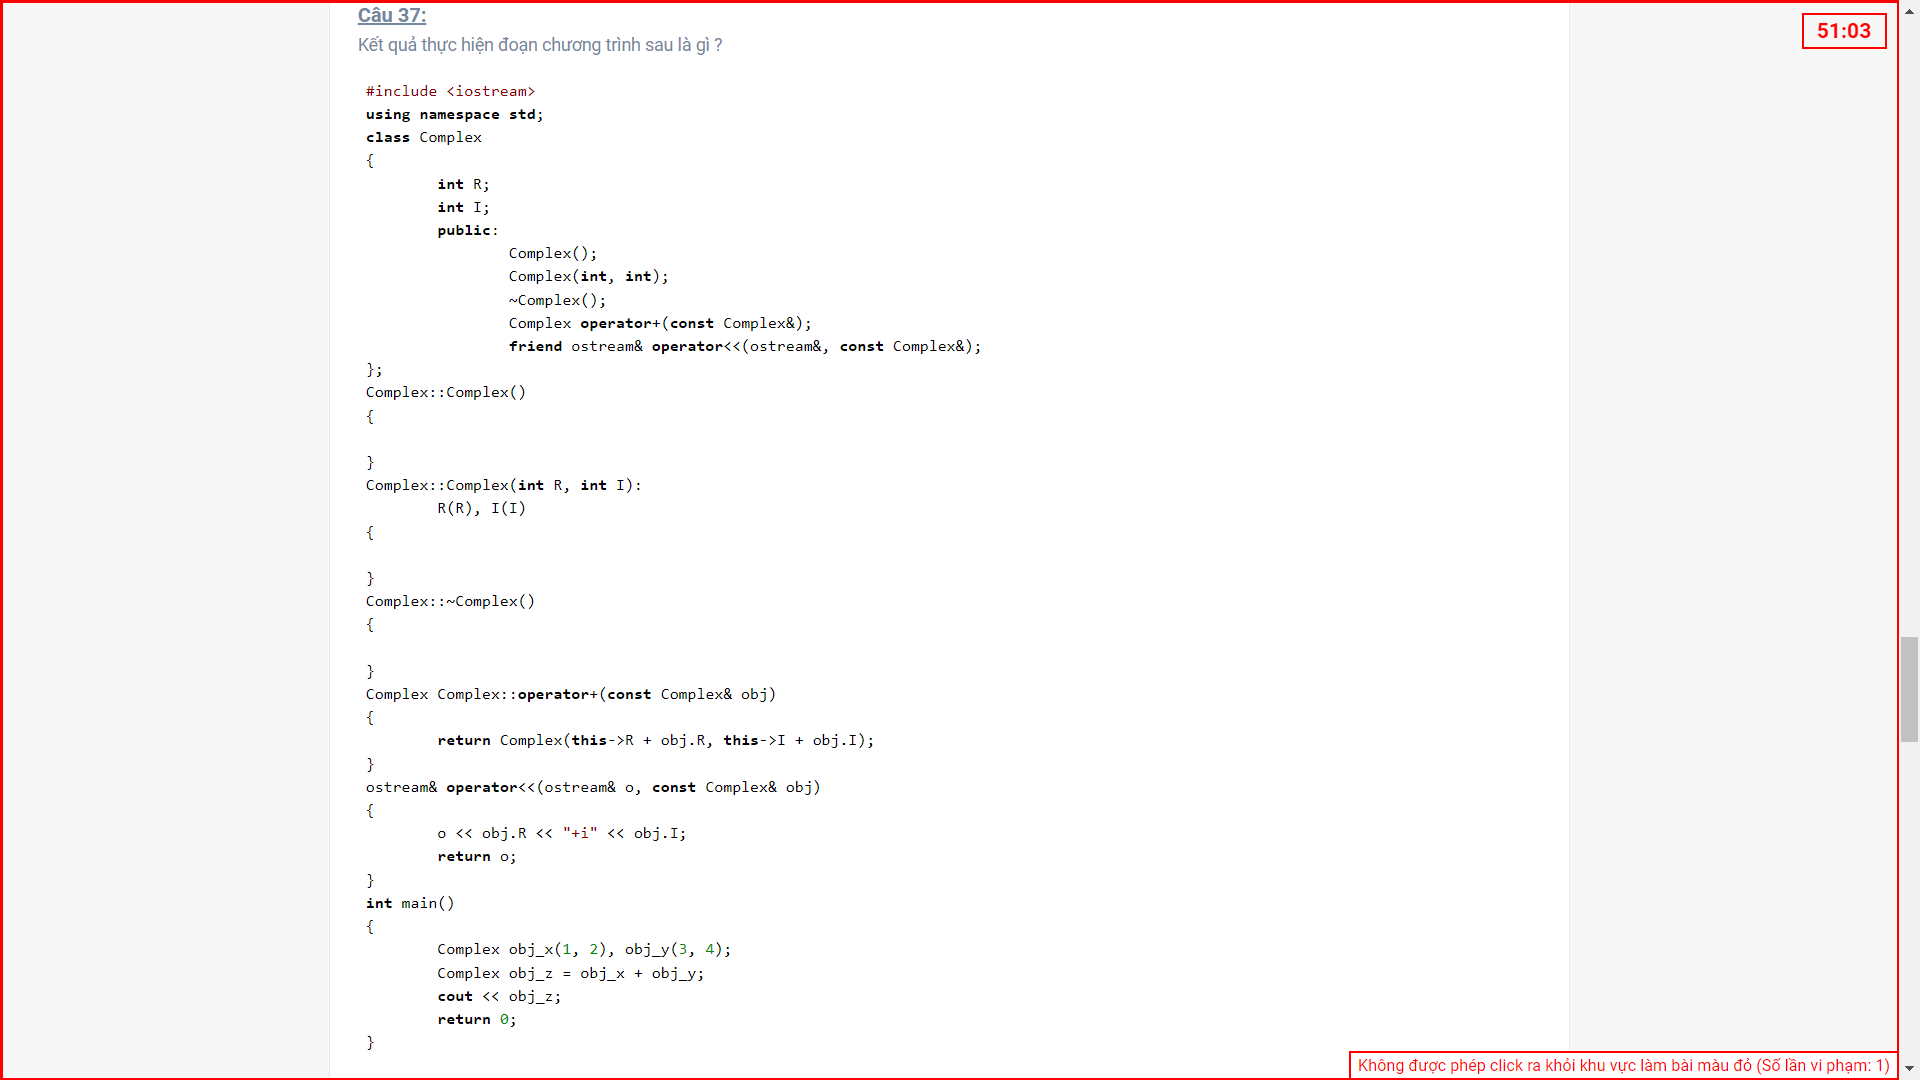 Câu 37:
51:03
Kết quả thực hiện đoạn chương trình sau là gì ?
#include <iostream>
using namespace std;
class Complex
{
        int R;
        int I;
        public:
                Complex();
                Complex(int, int);
                ~Complex();
                Complex operator+(const Complex&);
                friend ostream& operator<<(ostream&, const Complex&);
};
Complex::Complex()
{

}
Complex::Complex(int R, int I):
        R(R), I(I)
{

}
Complex::~Complex()
{

}
Complex Complex::operator+(const Complex& obj)
{
        return Complex(this->R + obj.R, this->I + obj.I);
}
ostream& operator<<(ostream& o, const Complex& obj)
{
        o << obj.R << "+i" << obj.I;
        return o;
}
int main()
{
        Complex obj_x(1, 2), obj_y(3, 4);
        Complex obj_z = obj_x + obj_y;
        cout << obj_z;
        return 0;
}
Không được phép click ra khỏi khu vực làm bài màu đỏ (Số lần vi phạm: 1)